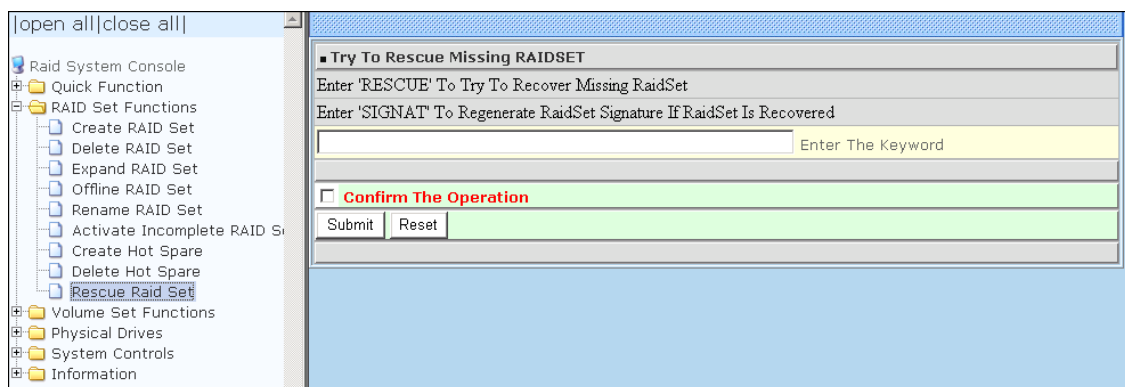 |open all|close all|
Raid System Console
Quick Function
RAID Set Functions
Create RAID Set
Delete RAID Set
Expand RAID Set
Offline RAID Set
Rename RAID Set
Activate Incomplete RAID S
Create Hot Spare
Delete Hot Spare
Rescue Raid Set
Volume Set Functions
Physical Drives
System Controls
Information
Try To Rescue Missing RAIDSET
Enter 'RESCUE' To Try To Recover Missing RaidSet
Enter 'SIGNAT' To Regenerate RaidSet Signature If RaidSet Is Recovered
Enter The Keyword
Confirm The Operation
Submit Reset